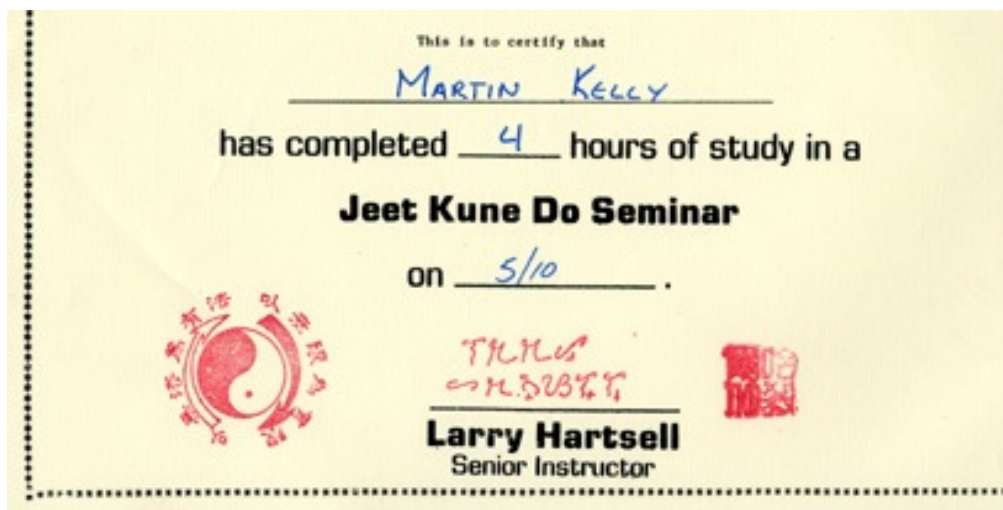 This is to certify that
MARTIN KELLY
has completed 4 hours of study in a
Jeet Kune Do Seminar
on 5/10 .
Larry Hartsell
Senior Instructor